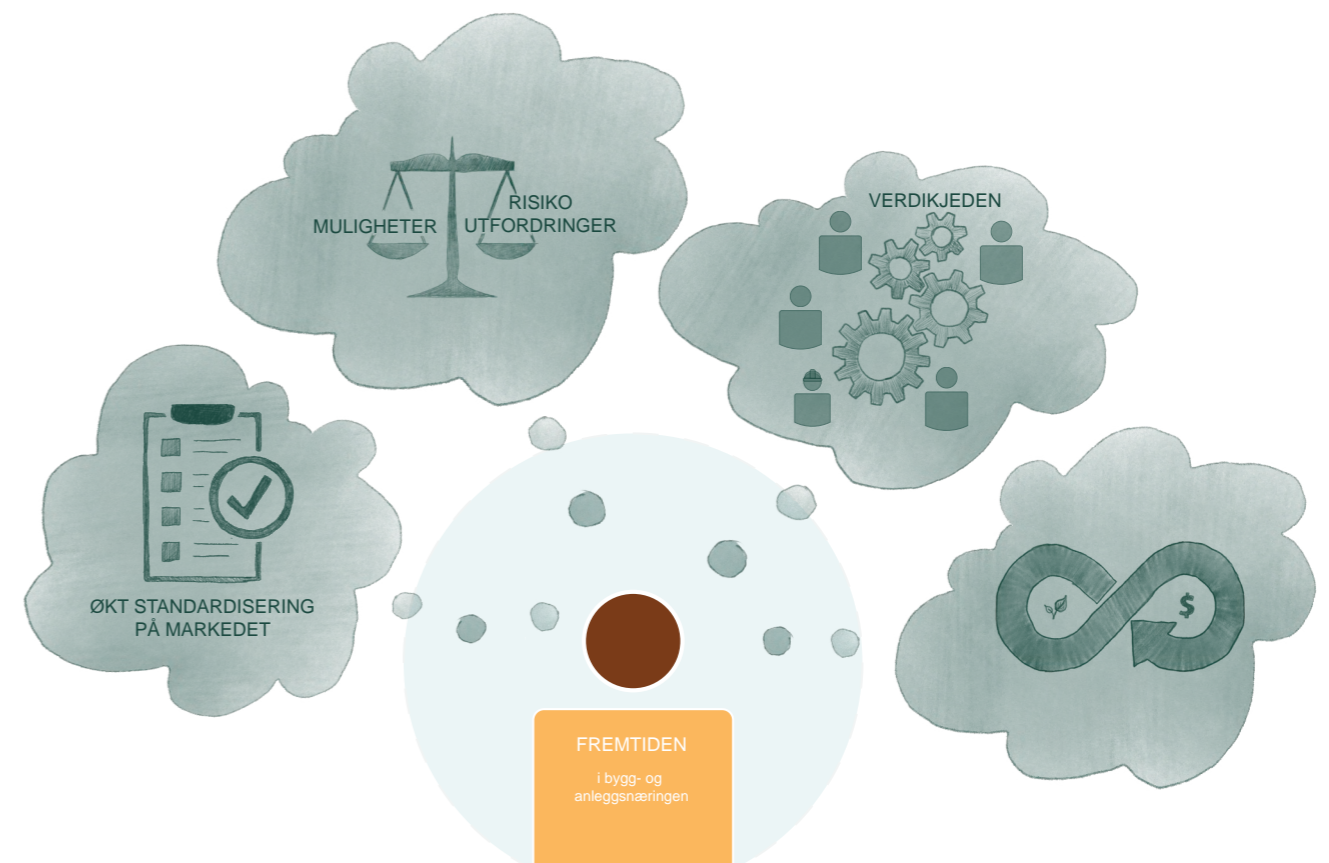 MULIGHETER
RISIKO
UTFORDRINGER
VERDIKJEDEN
ØKT STANDARDISERING
PÅ MARKEDET
$
FREMTIDEN
i bygg- og
anleggsnæringen